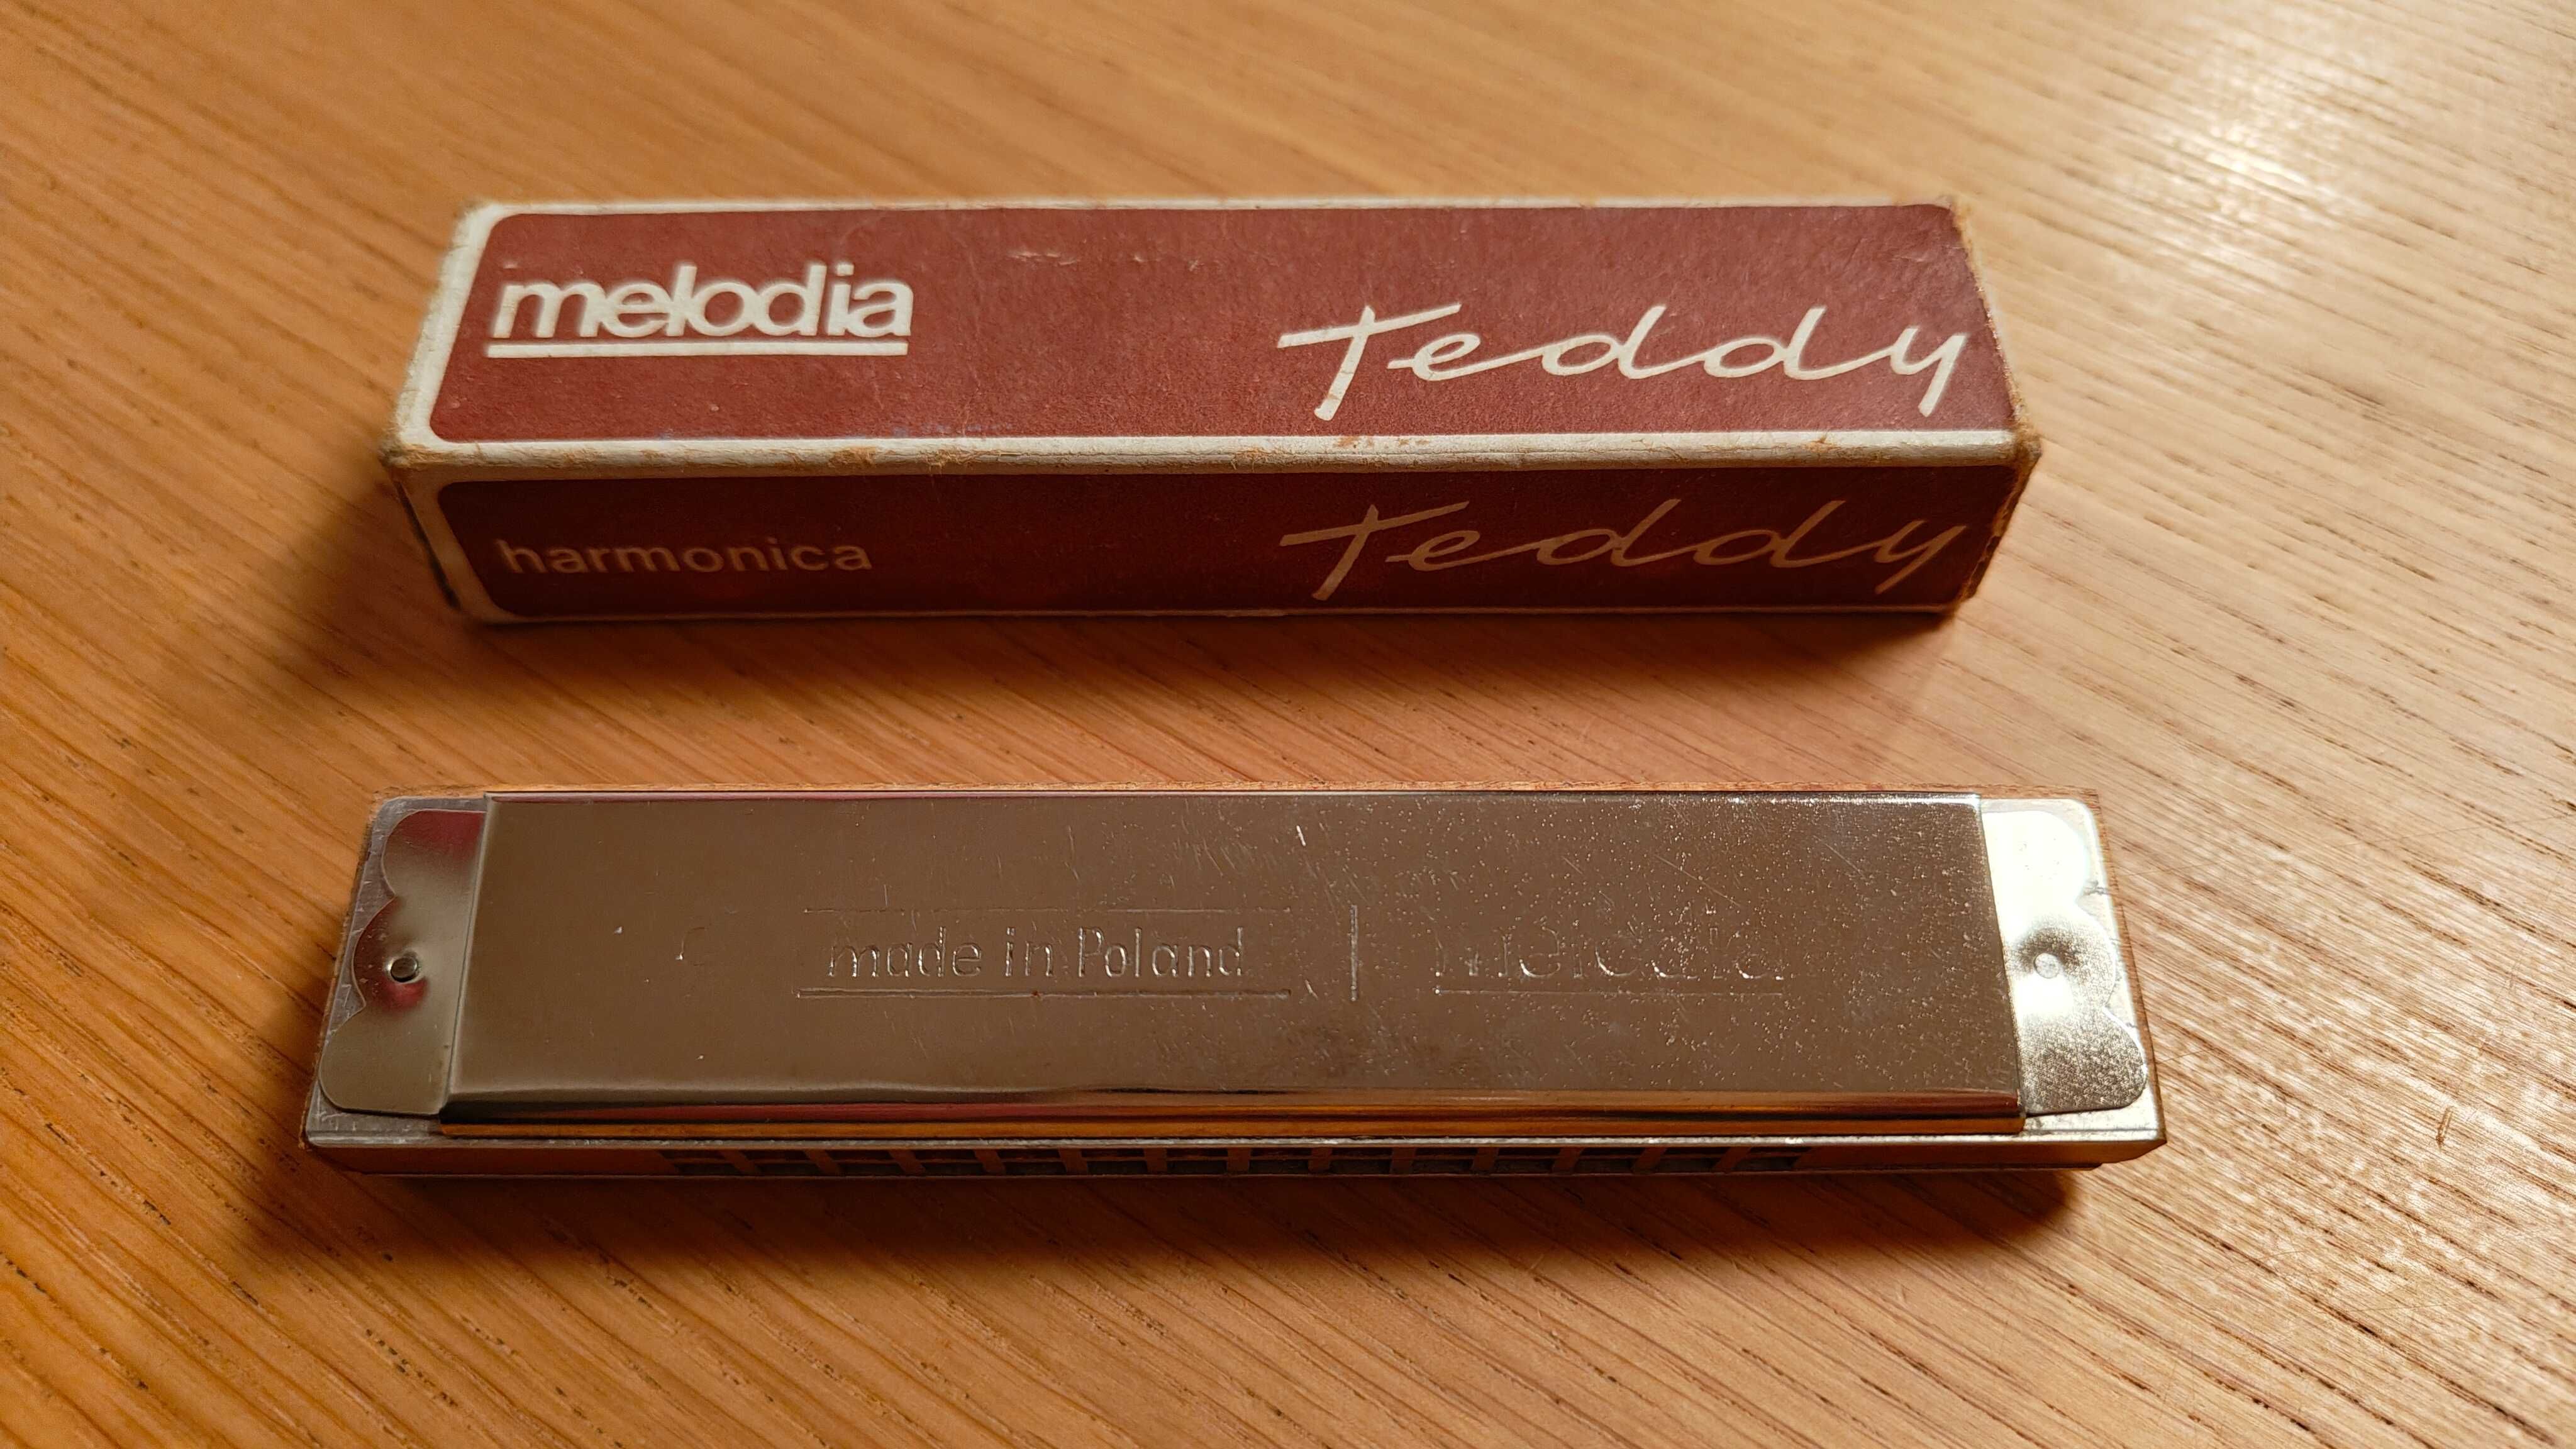 melodia
Teddy
harmonica
Teddy
C
made in Poland
melodia